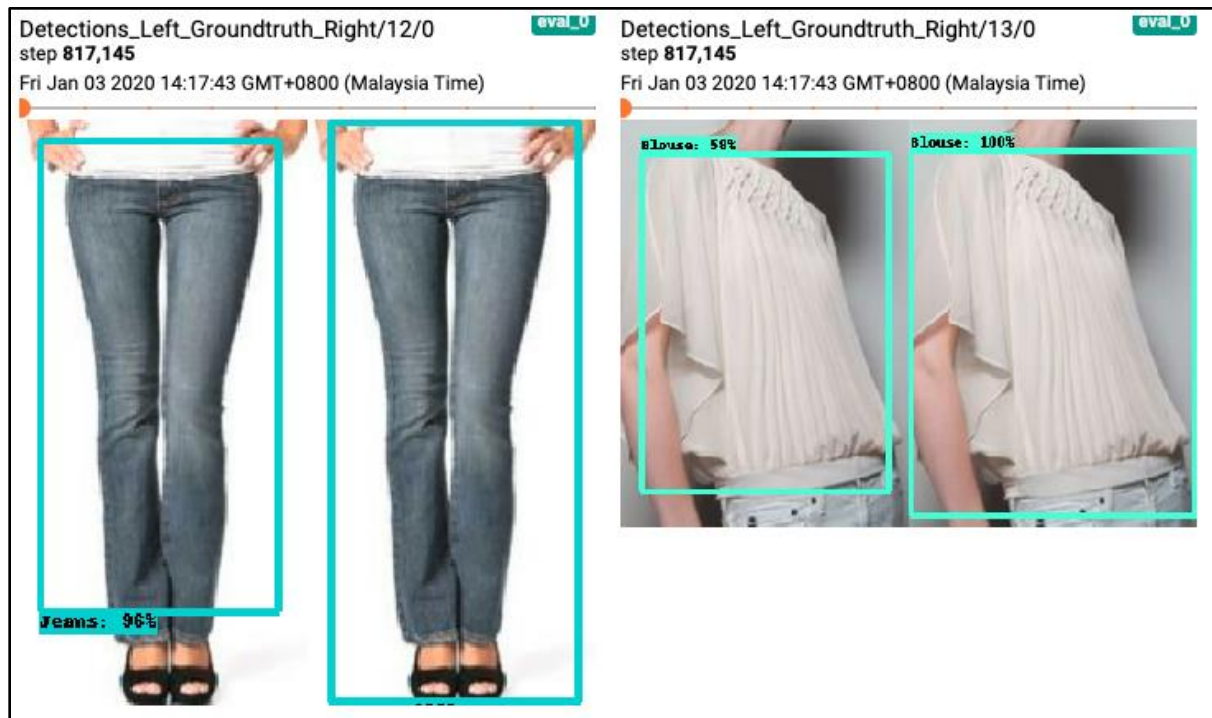 Detections_Left_Groundtruth_Right/12/0
eval_0
step 817,145
Fri Jan 03 2020 14:17:43 GMT+0800 (Malaysia Time)
Jeans: 96%
Detections_Left_Groundtruth_Right/13/0
eval_0
step 817,145
Fri Jan 03 2020 14:17:43 GMT+0800 (Malaysia Time)
Blouse: 100%